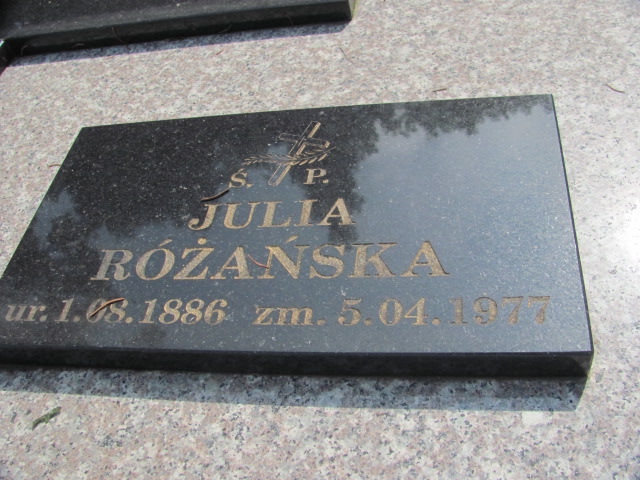 Ś. P.
JULIA
RÓŻAŃSKA
ur. 1.08.1886 zm. 5.04.1977